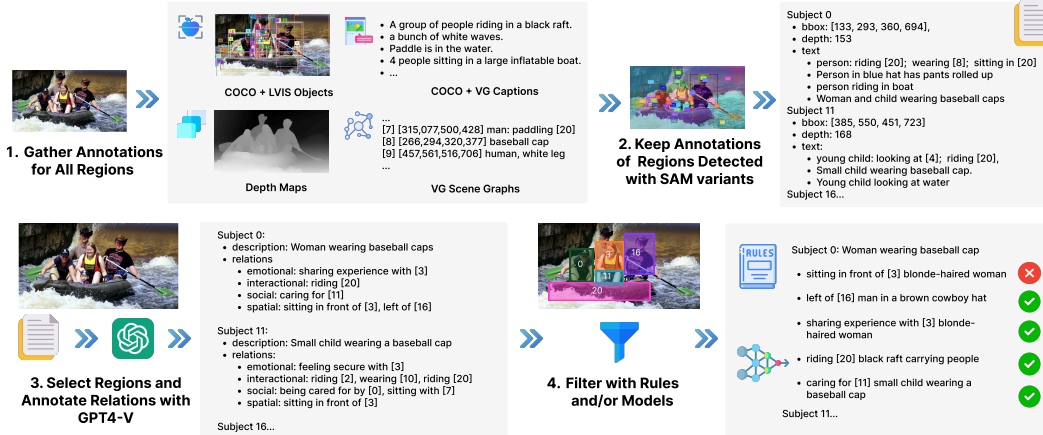 1. Gather Annotations
for All Regions
COCO + LVIS Objects
• A group of people riding in a black raft.
• a bunch of white waves.
• Paddle is in the water.
• 4 people sitting in a large inflatable boat.
• ...
COCO + VG Captions
Depth Maps
...
[7] [315,077,500,428] man: paddling [20]
[8] [266,294,320,377] baseball cap
[9] [457,561,516,706] human, white leg
...
VG Scene Graphs
2. Keep Annotations
of Regions Detected
with SAM variants
Subject 0
• bbox: [133, 293, 360, 694],
• depth: 153
• text
• person: riding [20]; wearing [8]; sitting in [20]
• Person in blue hat has pants rolled up
• person riding in boat
• Woman and child wearing baseball caps
Subject 11
• bbox: [385, 550, 451, 723]
• depth: 168
• text:
• young child: looking at [4]; riding [20],
• Small child wearing baseball cap.
• Young child looking at water
Subject 16...
3. Select Regions and
Annotate Relations with
GPT4-V
Subject 0:
• description: Woman wearing baseball caps
• relations
• emotional: sharing experience with [3]
• interactional: riding [20]
• social: caring for [11]
• spatial: sitting in front of [3], left of [16]
Subject 11:
• description: Small child wearing a baseball cap
• relations:
• emotional: feeling secure with [3]
• interactional: riding [2], wearing [10], riding [20]
• social: being cared for by [0], sitting with [7]
• spatial: sitting in front of [3]
Subject 16...
0
11
16
20
4. Filter with Rules
and/or Models
RULES
Subject 0: Woman wearing baseball cap
• sitting in front of [3] blonde-haired woman
• left of [16] man in a brown cowboy hat
• sharing experience with [3] blonde-
haired woman
• riding [20] black raft carrying people
• caring for [11] small child wearing a
baseball cap
Subject 11...